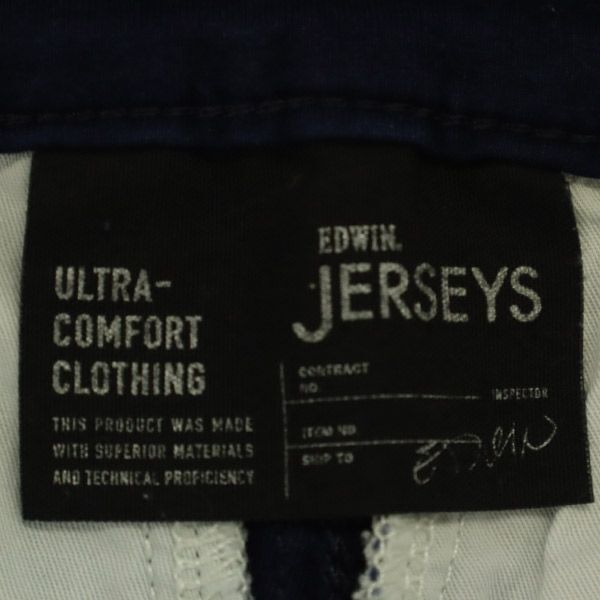 ULTRA-
COMFORT
CLOTHING
THIS PRODUCT WAS MADE
WITH SUPERIOR MATERIALS
AND TECHNICAL PROFICIENCY
EDWIN.
JERSEYS
CONTRACT
NO.
INSPECTOR
ITEM NO
SHIP TO
Edwin